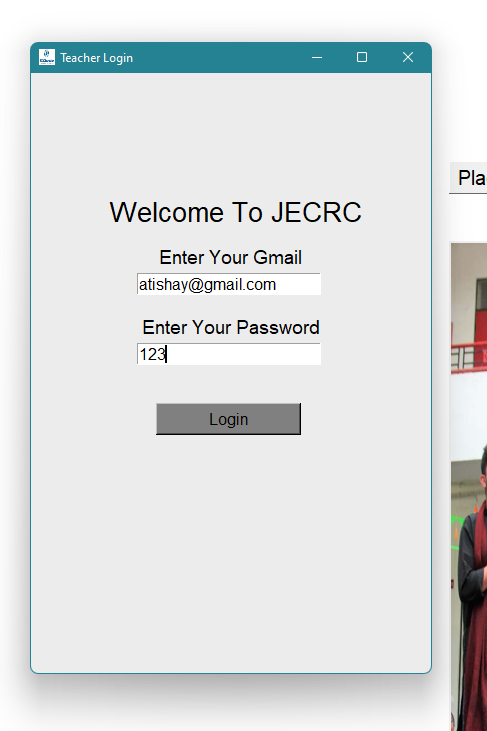 Teacher Login
Welcome To JECRC
Enter Your Gmail
atishay@gmail.com
Enter Your Password
123
Login
Pla